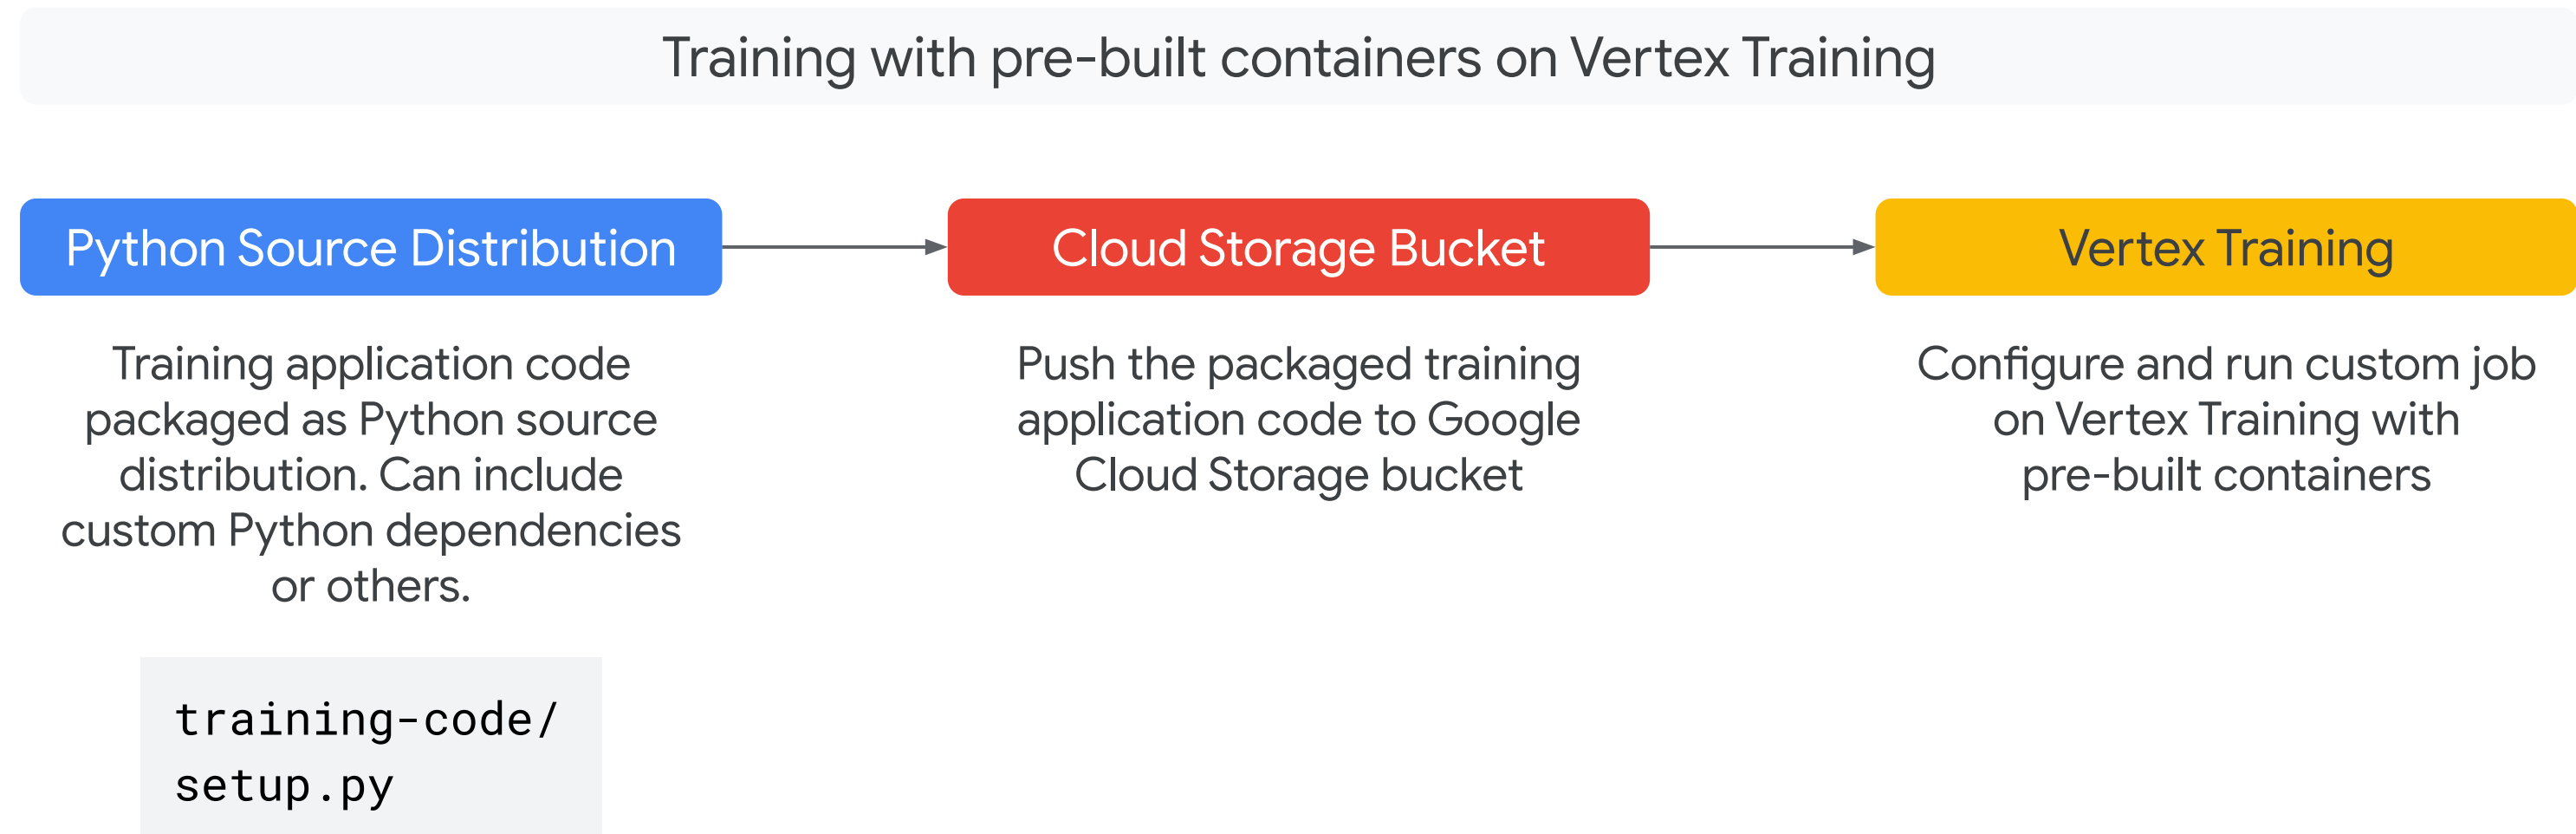 Training with pre-built containers on Vertex Training
Python Source Distribution
Training application code
packaged as Python source
distribution. Can include
custom Python dependencies
or others.
training-code/
setup.py
Cloud Storage Bucket
Push the packaged training
application code to Google
Cloud Storage bucket
Vertex Training
Configure and run custom job
on Vertex Training with
pre-built containers